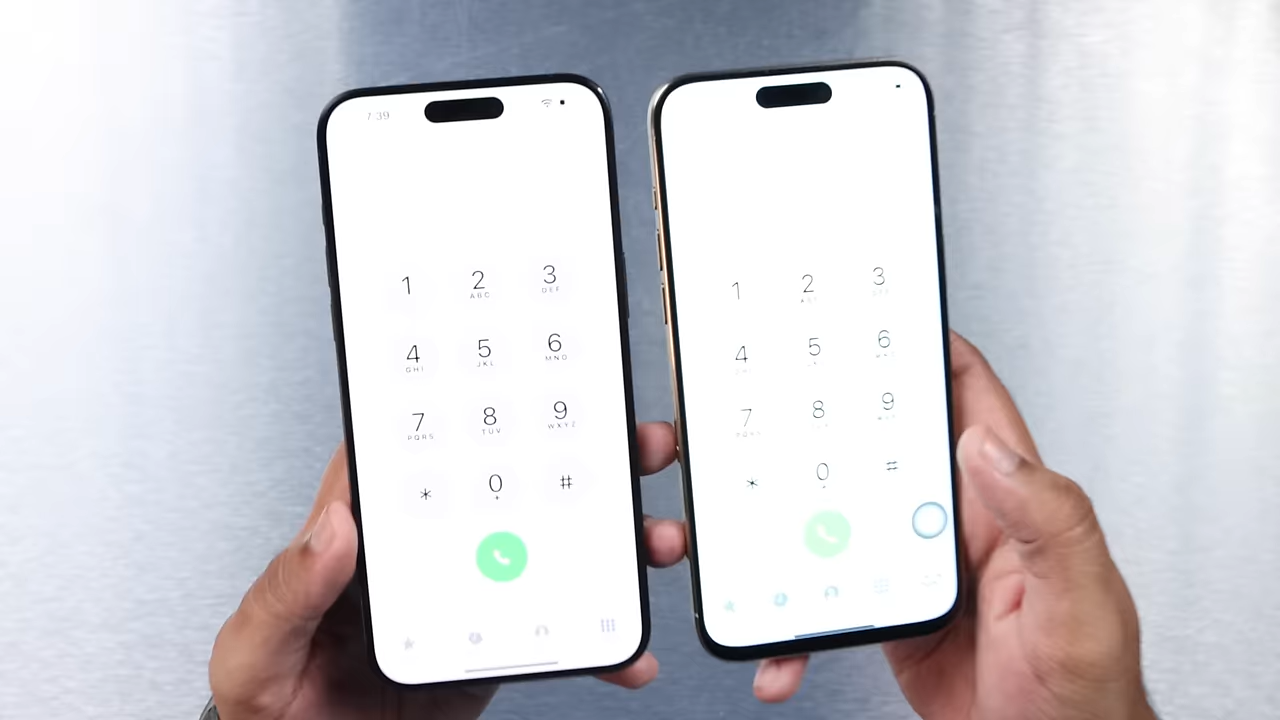 7:39
1 2 3
ABC DEF
4 5 6
GHI JKL MNO
7 8 9
PQRS TUV WXYZ
* 0 #
+
1 2 3
4 5 6
7 8 9
* 0